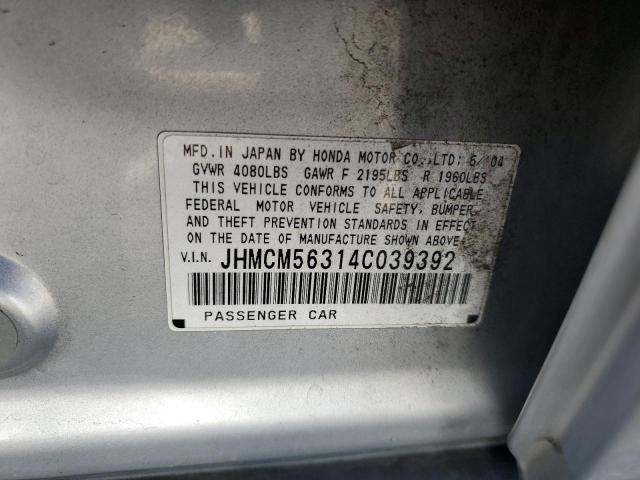 MFD.IN JAPAN BY HONDA MOTOR CO.,LTD; 5/'04
GVWR 4080LBS GAWR F 2195LBS R 1960LBS
THIS VEHICLE CONFORMS TO ALL APPLICABLE
FEDERAL MOTOR VEHICLE SAFETY, BUMPER,
AND THEFT PREVENTION STANDARDS IN EFFECT
ON THE DATE OF MANUFACTURE SHOWN ABOVE.
V.I.N. JHMCM56314C039392
PASSENGER CAR